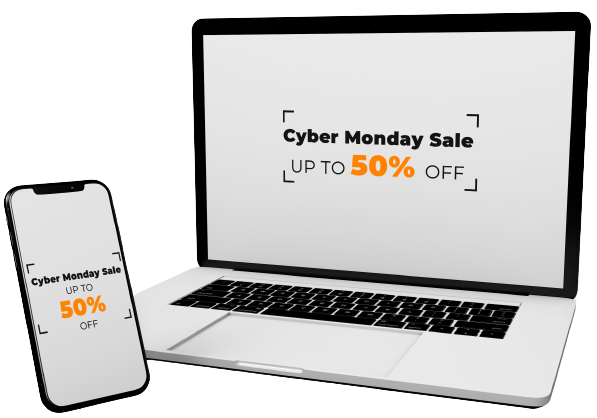 Cyber Monday Sale
UP TO 50% OFF
Cyber Monday Sale
UP TO
50%
OFF